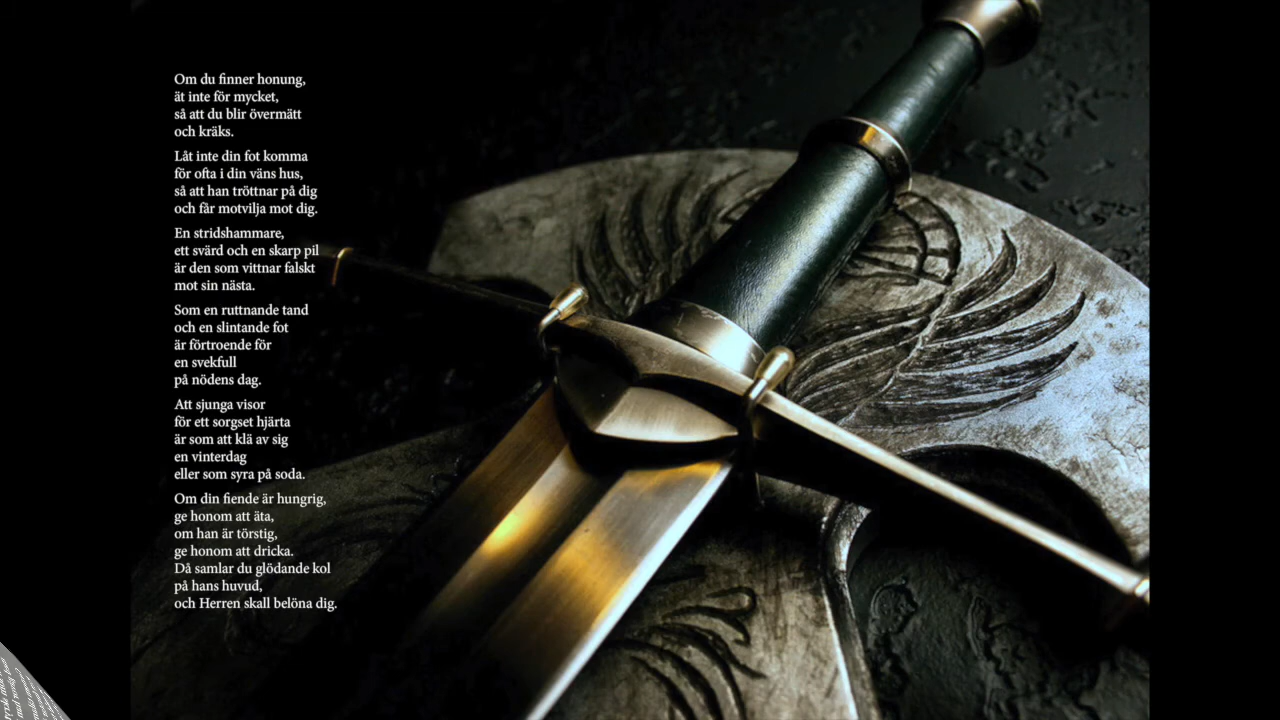 Om du finner honung,
ät inte för mycket,
så att du blir övermätt
och kräks.
Låt inte din fot komma
för ofta i din väns hus,
så att han tröttnar på dig
och får motvilja mot dig.
En stridshammare,
ett svärd och en skarp pil
är den som vittnar falskt
mot sin nästa.
Som en ruttnande tand
och en slintande fot
är förtroende för
en svekfull
på nödens dag.
Att sjunga visor
för ett sorgset hjärta
är som att klä av sig
en vinterdag
eller som syra på soda.
Om din fiende är hungrig,
ge honom att äta,
om han är törstig,
ge honom att dricka.
Då samlar du glödande kol
på hans huvud,
och Herren skall belöna dig.